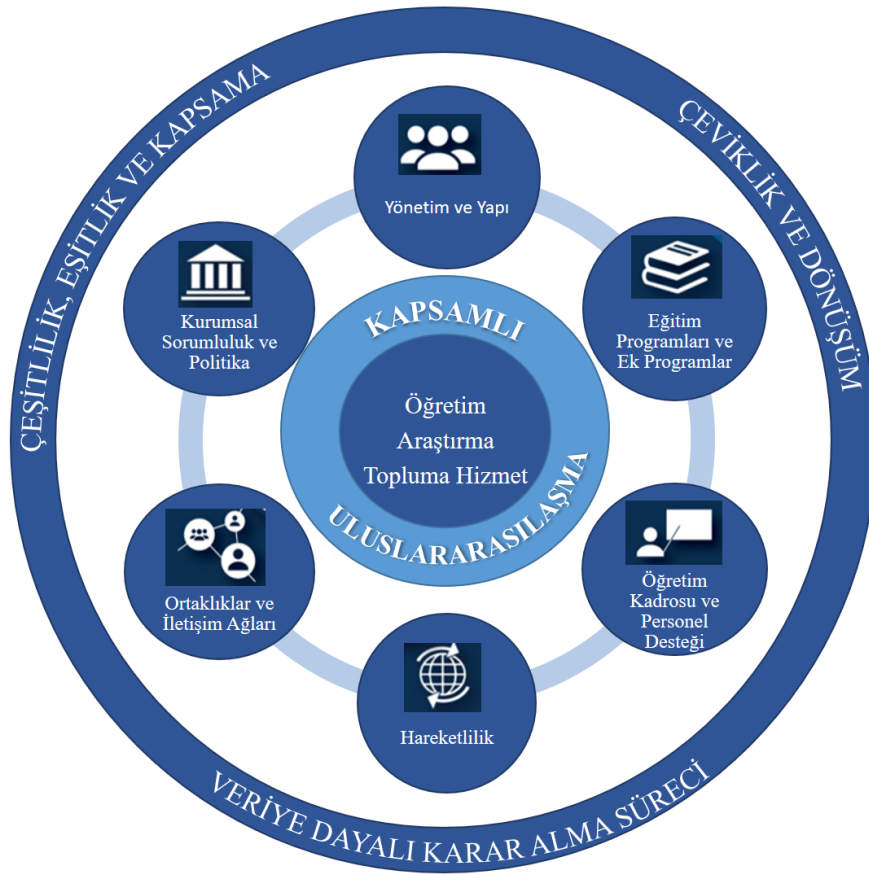 ÇEŞİTLİLİK, EŞİTLİK VE KAPSAMA
ÇEVİKLİK VE DÖNÜŞÜM
Yönetim ve Yapı
Kurumsal
Sorumluluk ve
Politika
Eğitim
Programları ve
Ek Programlar
KAPSAMLI
Öğretim
Araştırma
Topluma Hizmet
ULUSLARARASILAŞMA
Ortaklıklar ve
İletişim Ağları
Öğretim
Kadrosu ve
Personel
Desteği
Hareketlilik
VERİYE DAYALI KARAR ALMA SÜRECİ